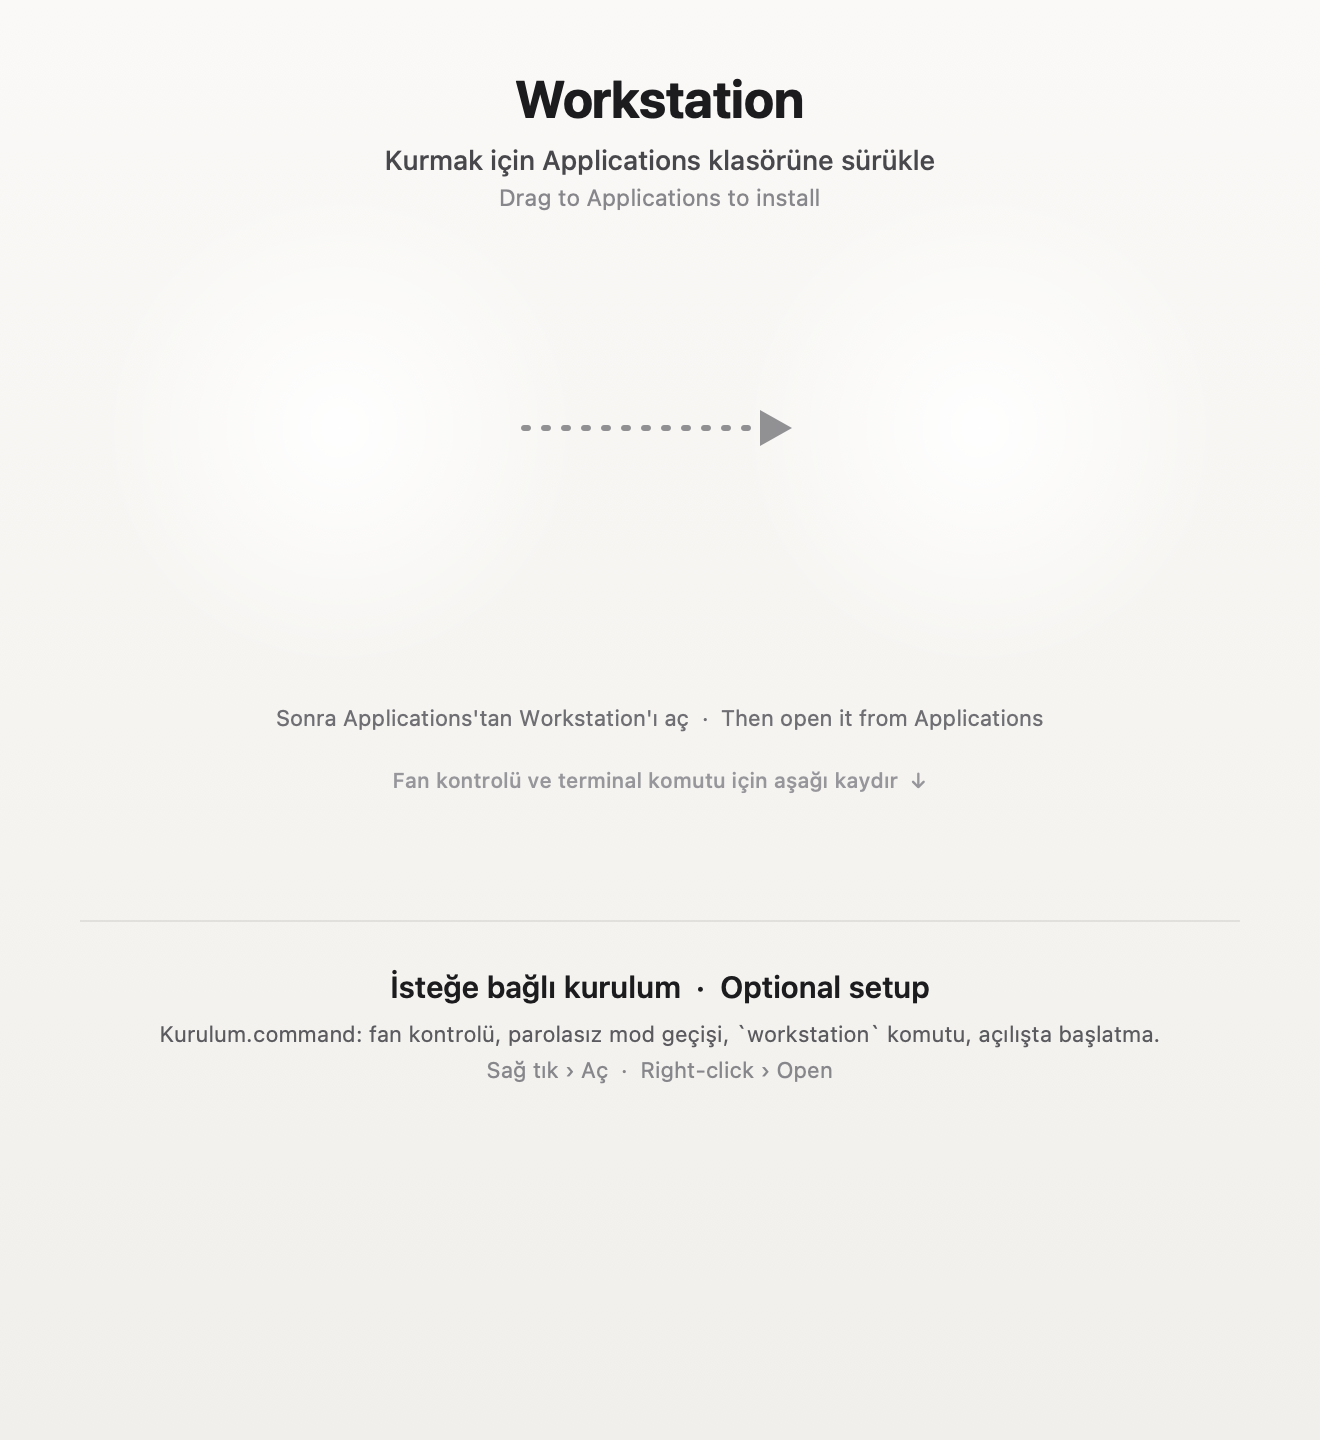 Workstation
Kurmak için Applications klasörüne sürükle
Drag to Applications to install
Sonra Applications'tan Workstation'ı aç · Then open it from Applications
Fan kontrolü ve terminal komutu için aşağı kaydır ↓
İsteğe bağlı kurulum · Optional setup
Kurulum.command: fan kontrolü, parolasız mod geçişi, `workstation` komutu, açılışta başlatma.
Sağ tık › Aç · Right-click › Open